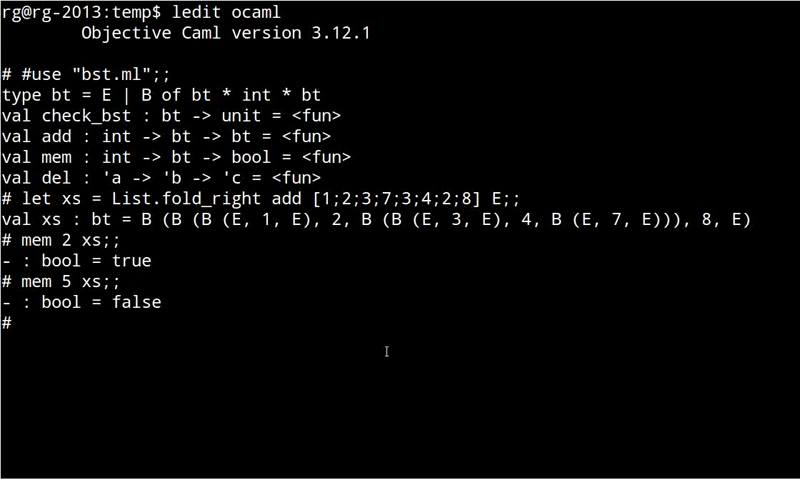 rg@rg-2013:temp$ ledit ocaml
        Objective Caml version 3.12.1
# #use "bst.ml";;
type bt = E | B of bt * int * bt
val check_bst : bt -> unit = <fun>
val add : int -> bt -> bt = <fun>
val mem : int -> bt -> bool = <fun>
val del : 'a -> 'b -> 'c = <fun>
# let xs = List.fold_right add [1;2;3;7;3;4;2;8] E;;
val xs : bt = B (B (B (E, 1, E), 2, B (B (E, 3, E), 4, B (E, 7, E))), 8, E)
# mem 2 xs;;
- : bool = true
# mem 5 xs;;
- : bool = false
#